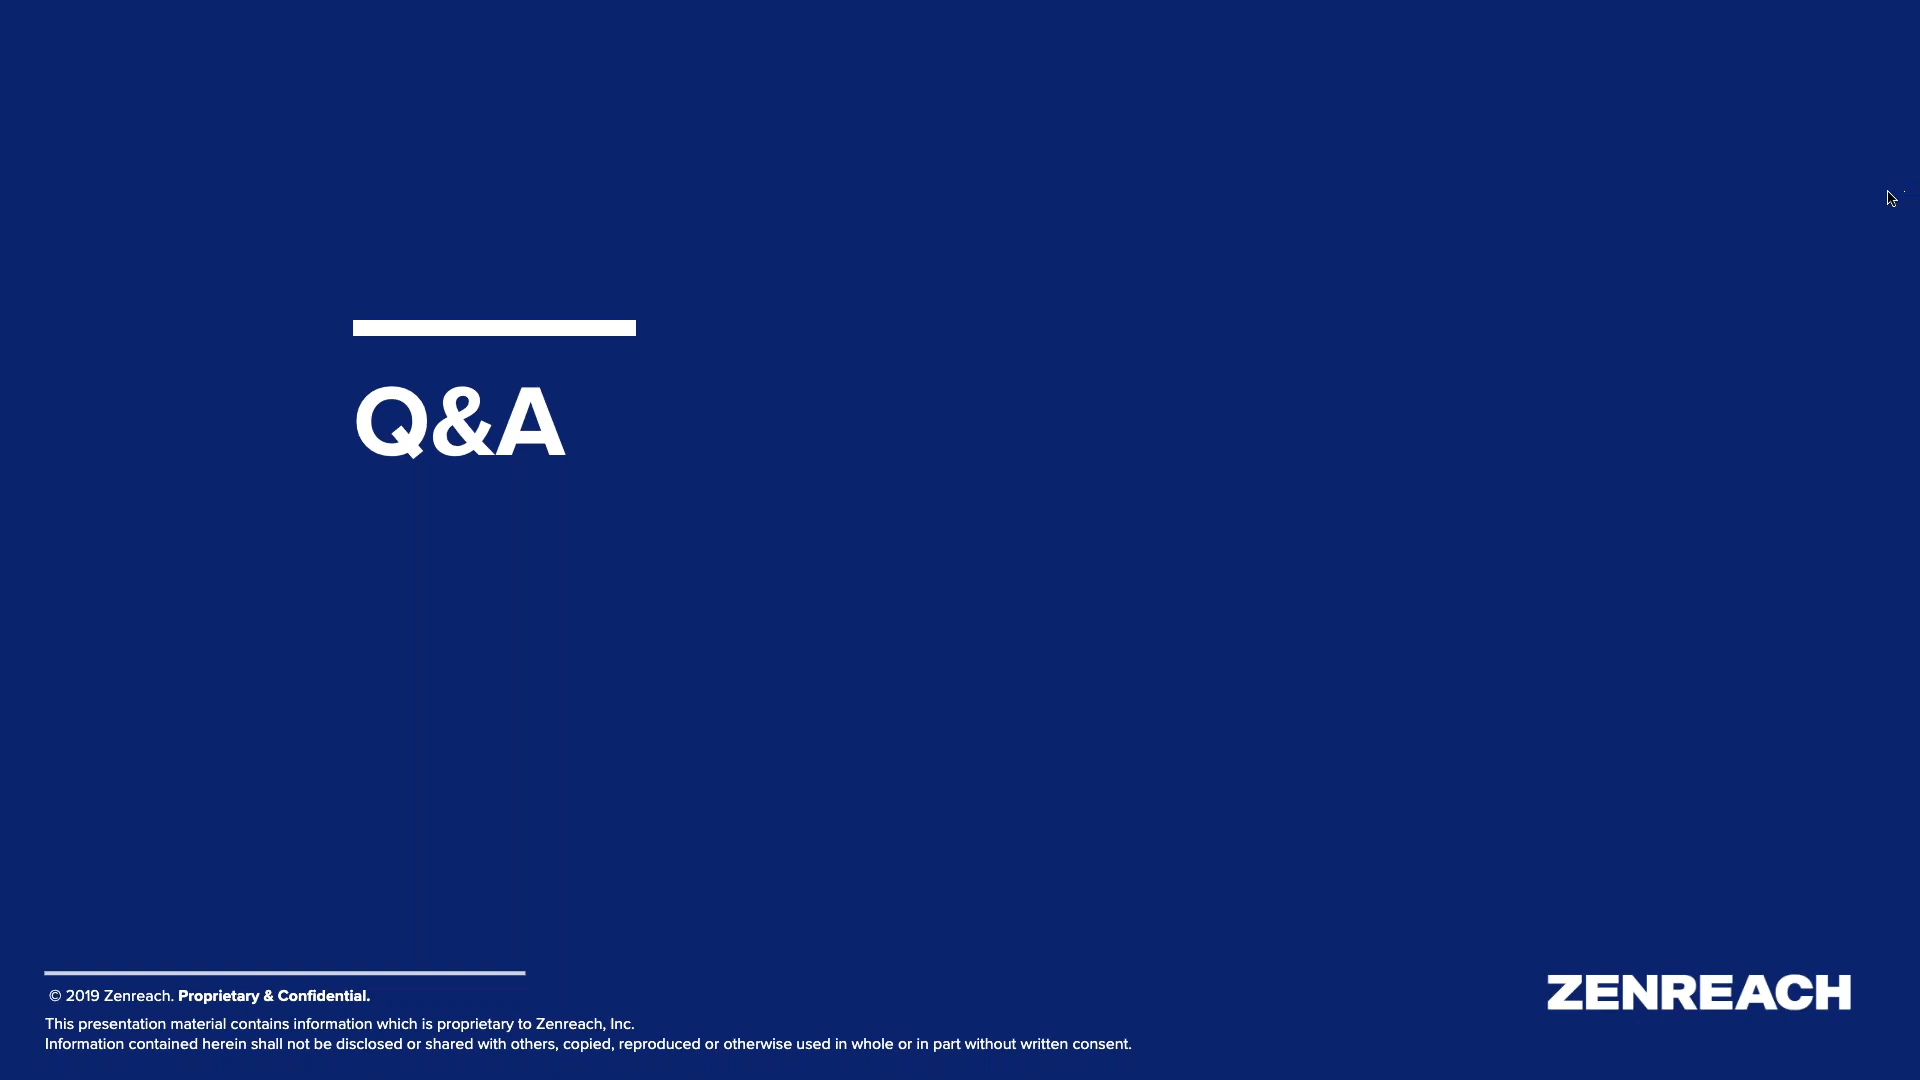 Q&A
© 2019 Zenreach. Proprietary & Confidential.
This presentation material contains information which is proprietary to Zenreach, Inc.
Information contained herein shall not be disclosed or shared with others, copied, reproduced or otherwise used in whole or in part without written consent.
ZENREACH